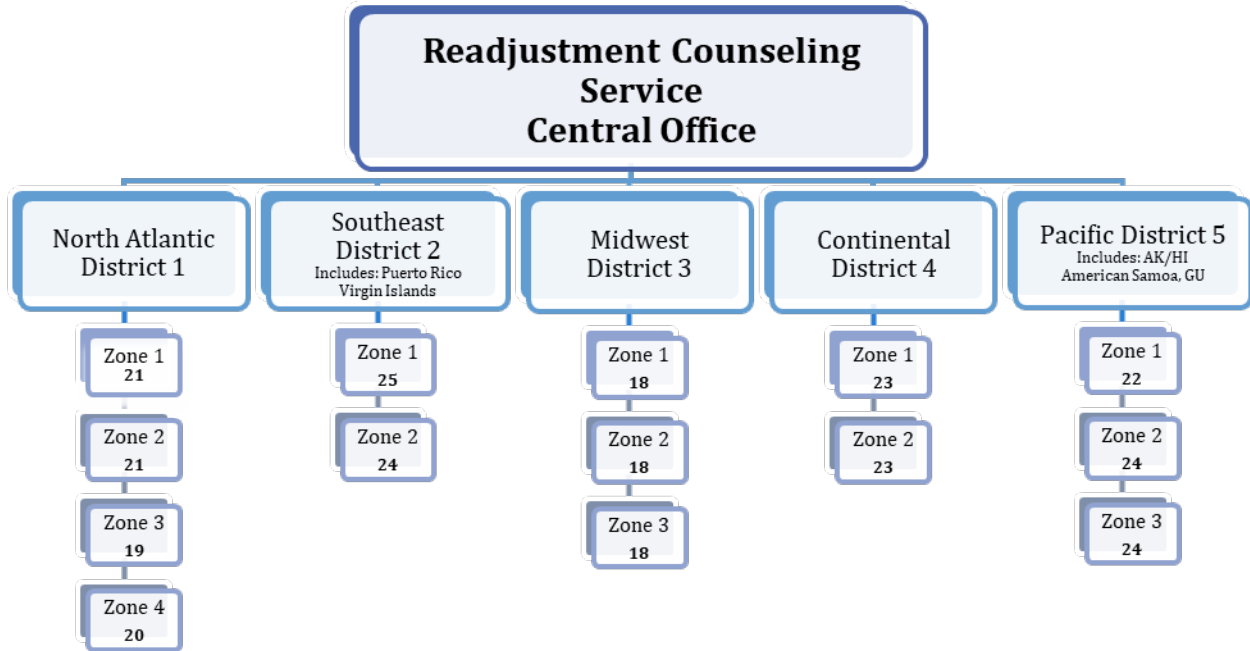 Readjustment Counseling
Service
Central Office
North Atlantic
District 1
Zone 1
21
Zone 2
21
Zone 3
19
Zone 4
20
Southeast
District 2
Includes: Puerto Rico
Virgin Islands
Zone 1
25
Zone 2
24
Midwest
District 3
Zone 1
18
Zone 2
18
Zone 3
18
Continental
District 4
Zone 1
23
Zone 2
23
Pacific District 5
Includes: AK/HI
American Samoa, GU
Zone 1
22
Zone 2
24
Zone 3
24